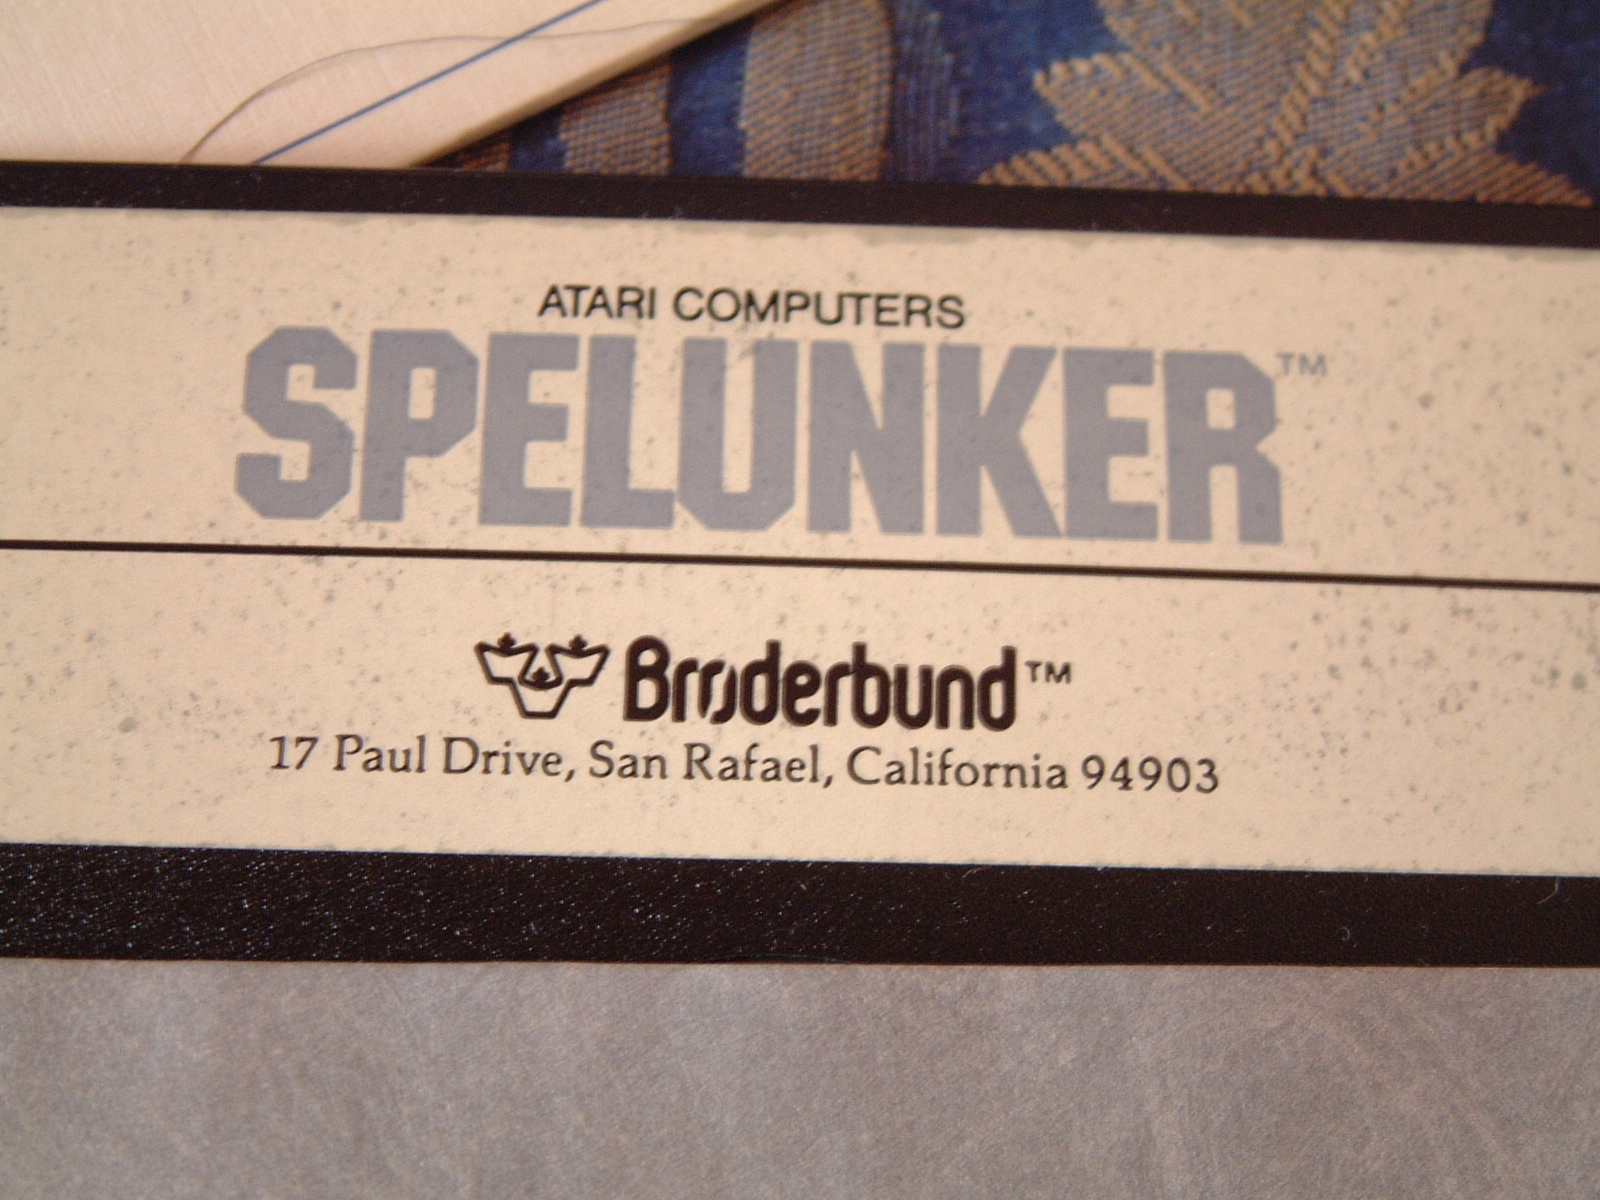 ATARI COMPUTERS
SPELUNKER™
Brøderbund™
17 Paul Drive, San Rafael, California 94903